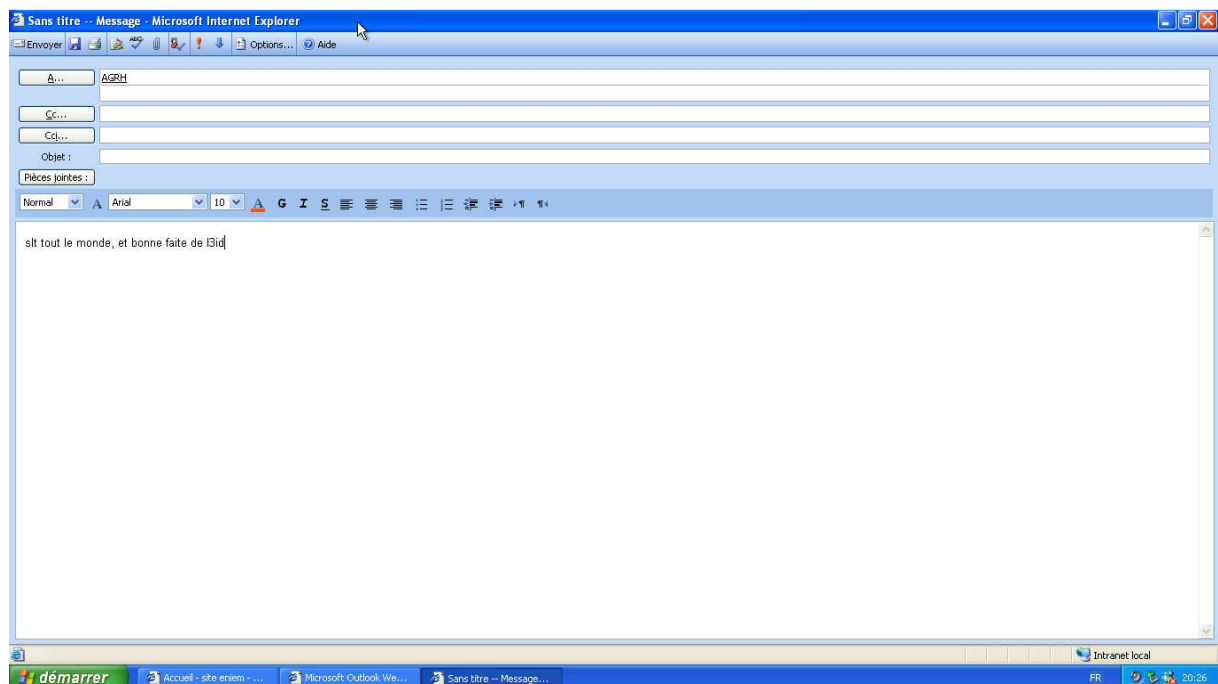 Sans titre -- Message - Microsoft Internet Explorer
Envoyer Options... Aide
A... AGRH
Cc...
Cci...
Objet :
Pièces jointes :
Normal A Arial 10 A G I S
slt tout le monde, et bonne faite de l3id
Intranet local
démarrer Accueil - site eniem - ... Microsoft Outlook We... Sans titre -- Message... FR 20:26